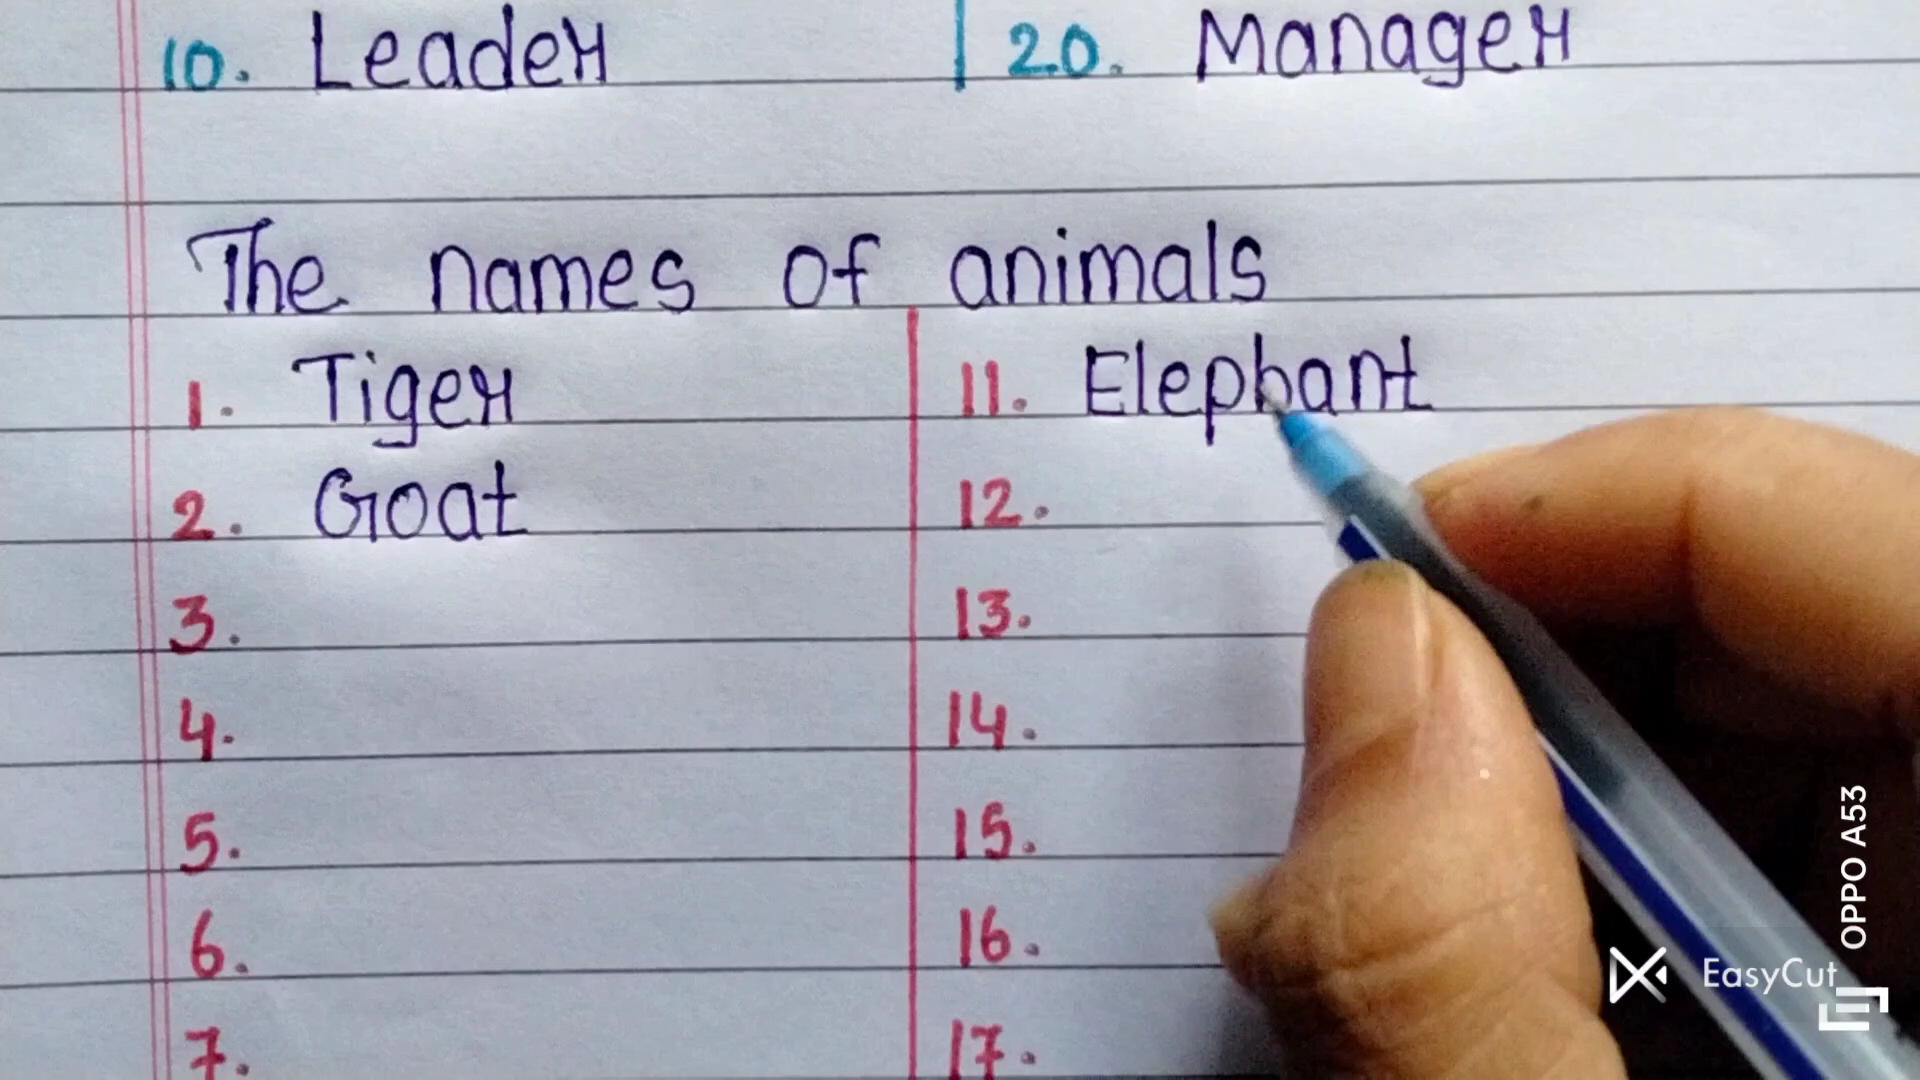 10. Leader 20. Manager
The names of animals
1. Tiger 11. Elephant
2. Goat 12.
3. 13.
4. 14.
5. 15.
6. 16.
7. 17.
OPPO A53
EasyCut